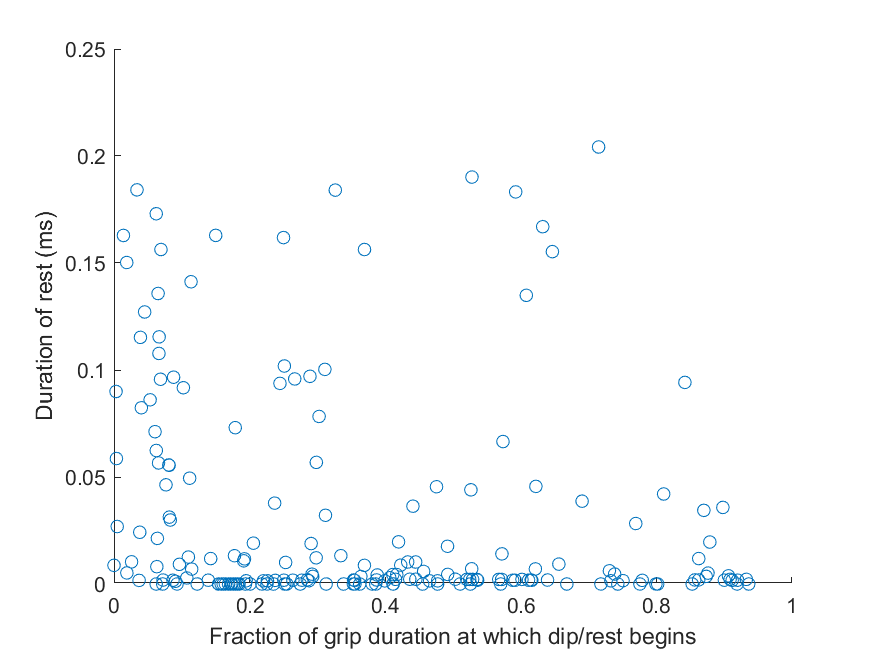 0.25
0.2
0.15
0.1
0.05
0
0 0.2 0.4 0.6 0.8 1
Duration of rest (ms)
Fraction of grip duration at which dip/rest begins